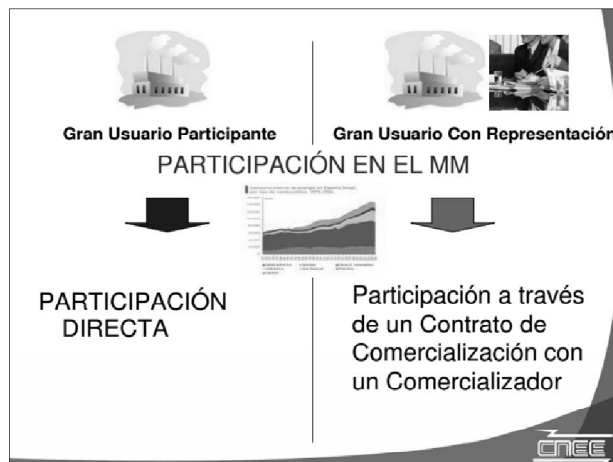 Gran Usuario Participante
Gran Usuario Con Representación
PARTICIPACIÓN EN EL MM
PARTICIPACIÓN
DIRECTA
Participación a través
de un Contrato de
Comercialización con
un Comercializador
CNEE